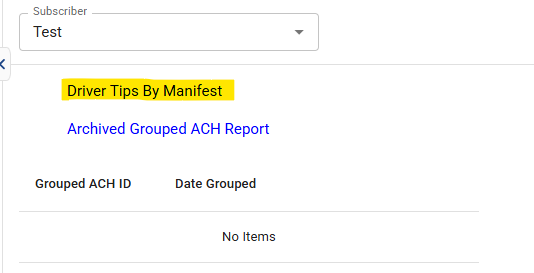 Subscriber
Test
Driver Tips By Manifest
Archived Grouped ACH Report
Grouped ACH ID Date Grouped
No Items